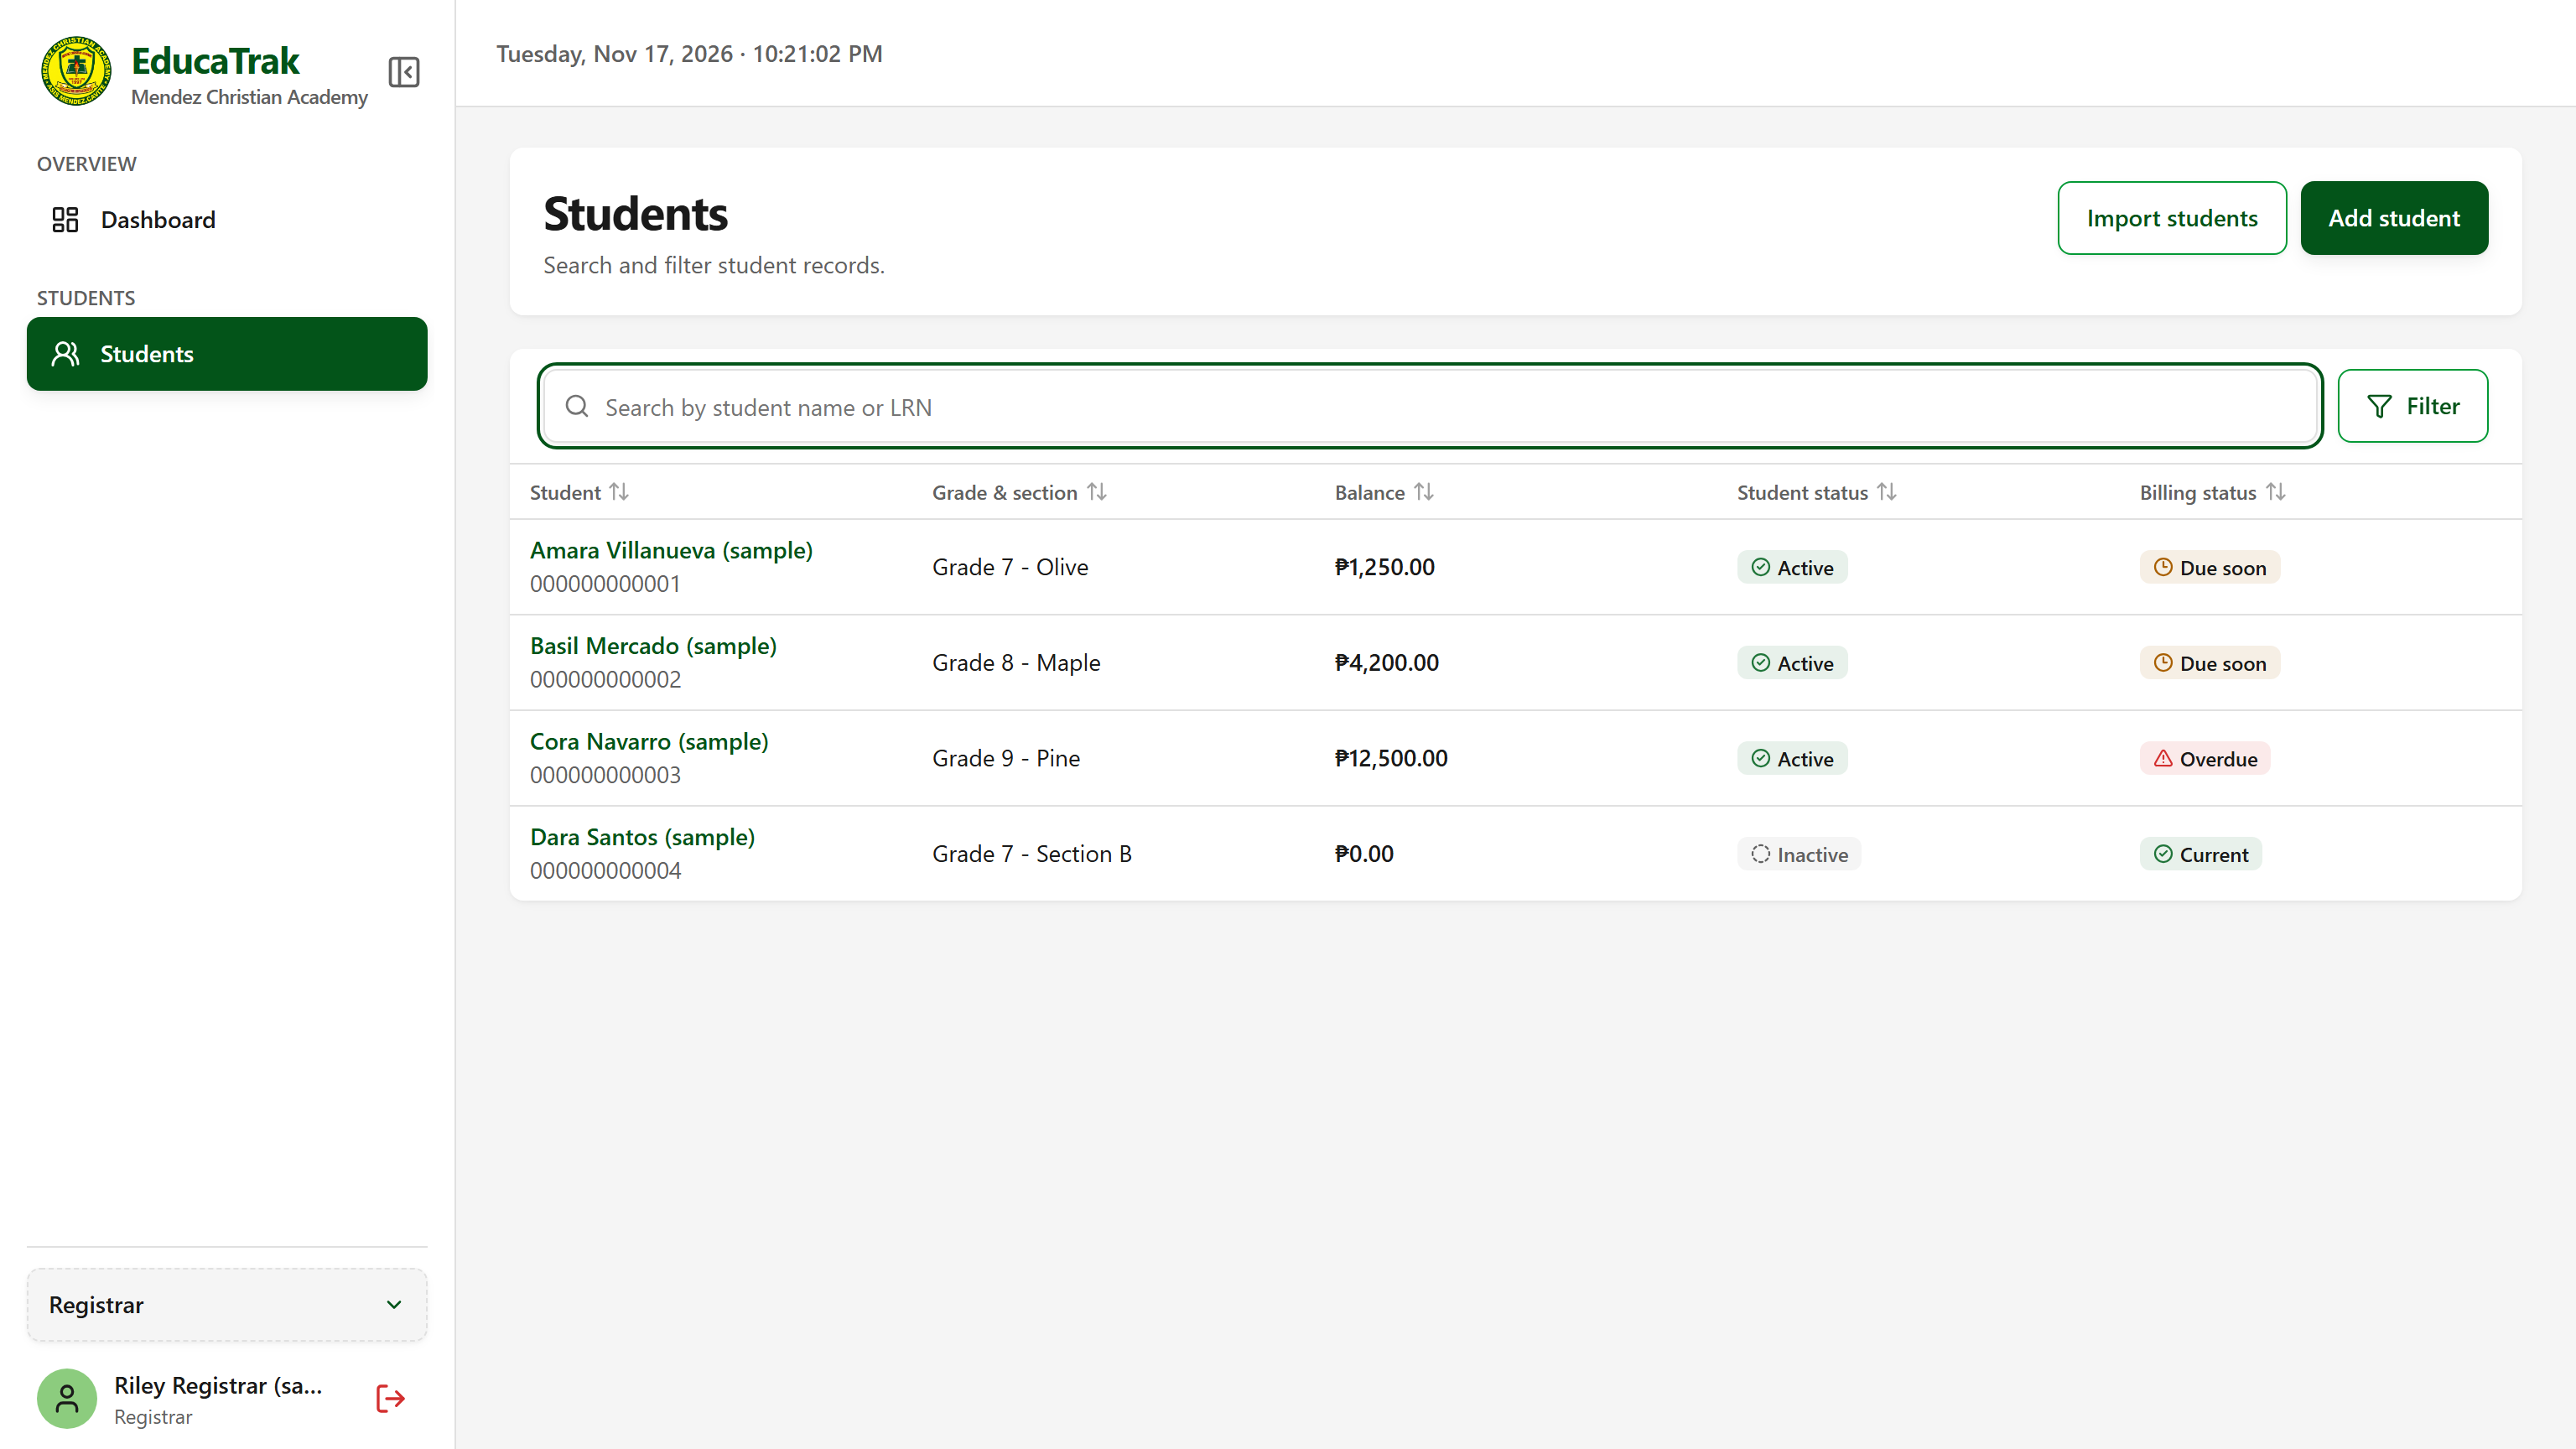 EducaTrak
Mendez Christian Academy
OVERVIEW
Dashboard
STUDENTS
Students
Registrar
Riley Registrar (sa...
Registrar
Tuesday, Nov 17, 2026 · 10:21:02 PM
Students
Search and filter student records.
Import students
Add student
Search by student name or LRN
Filter
Student
Grade & section
Balance
Student status
Billing status
Amara Villanueva (sample)
000000000001
Grade 7 - Olive
₱1,250.00
Active
Due soon
Basil Mercado (sample)
000000000002
Grade 8 - Maple
₱4,200.00
Active
Due soon
Cora Navarro (sample)
000000000003
Grade 9 - Pine
₱12,500.00
Active
Overdue
Dara Santos (sample)
000000000004
Grade 7 - Section B
₱0.00
Inactive
Current